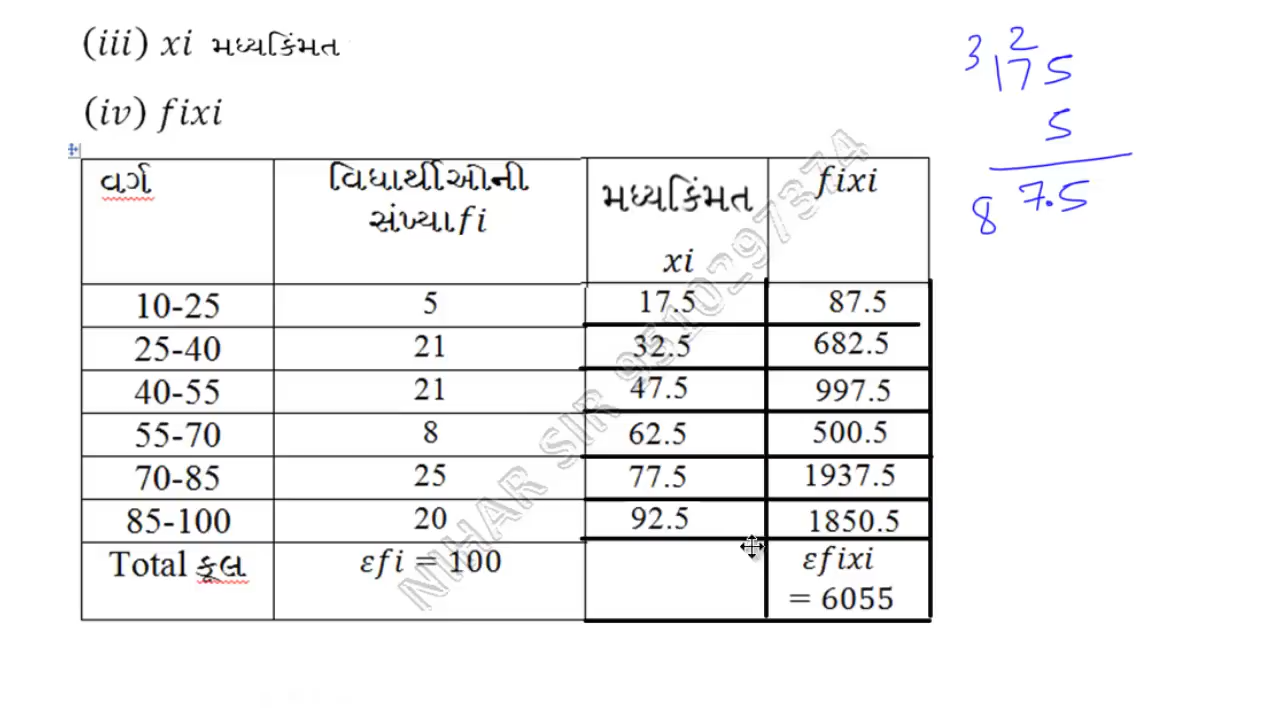 (iii) xi મધ્યકિંમત
(iv) fixi
3 2
175
5
8 7.5
વર્ગ વિધાર્થીઓની સંખ્યા fi મધ્યકિંમત xi fixi
10-25 5 17.5 87.5
25-40 21 32.5 682.5
40-55 21 47.5 997.5
55-70 8 62.5 500.5
70-85 25 77.5 1937.5
85-100 20 92.5 1850.5
Total કૂલ εfi = 100 εfixi = 6055
NIHAR SIR 9510297374